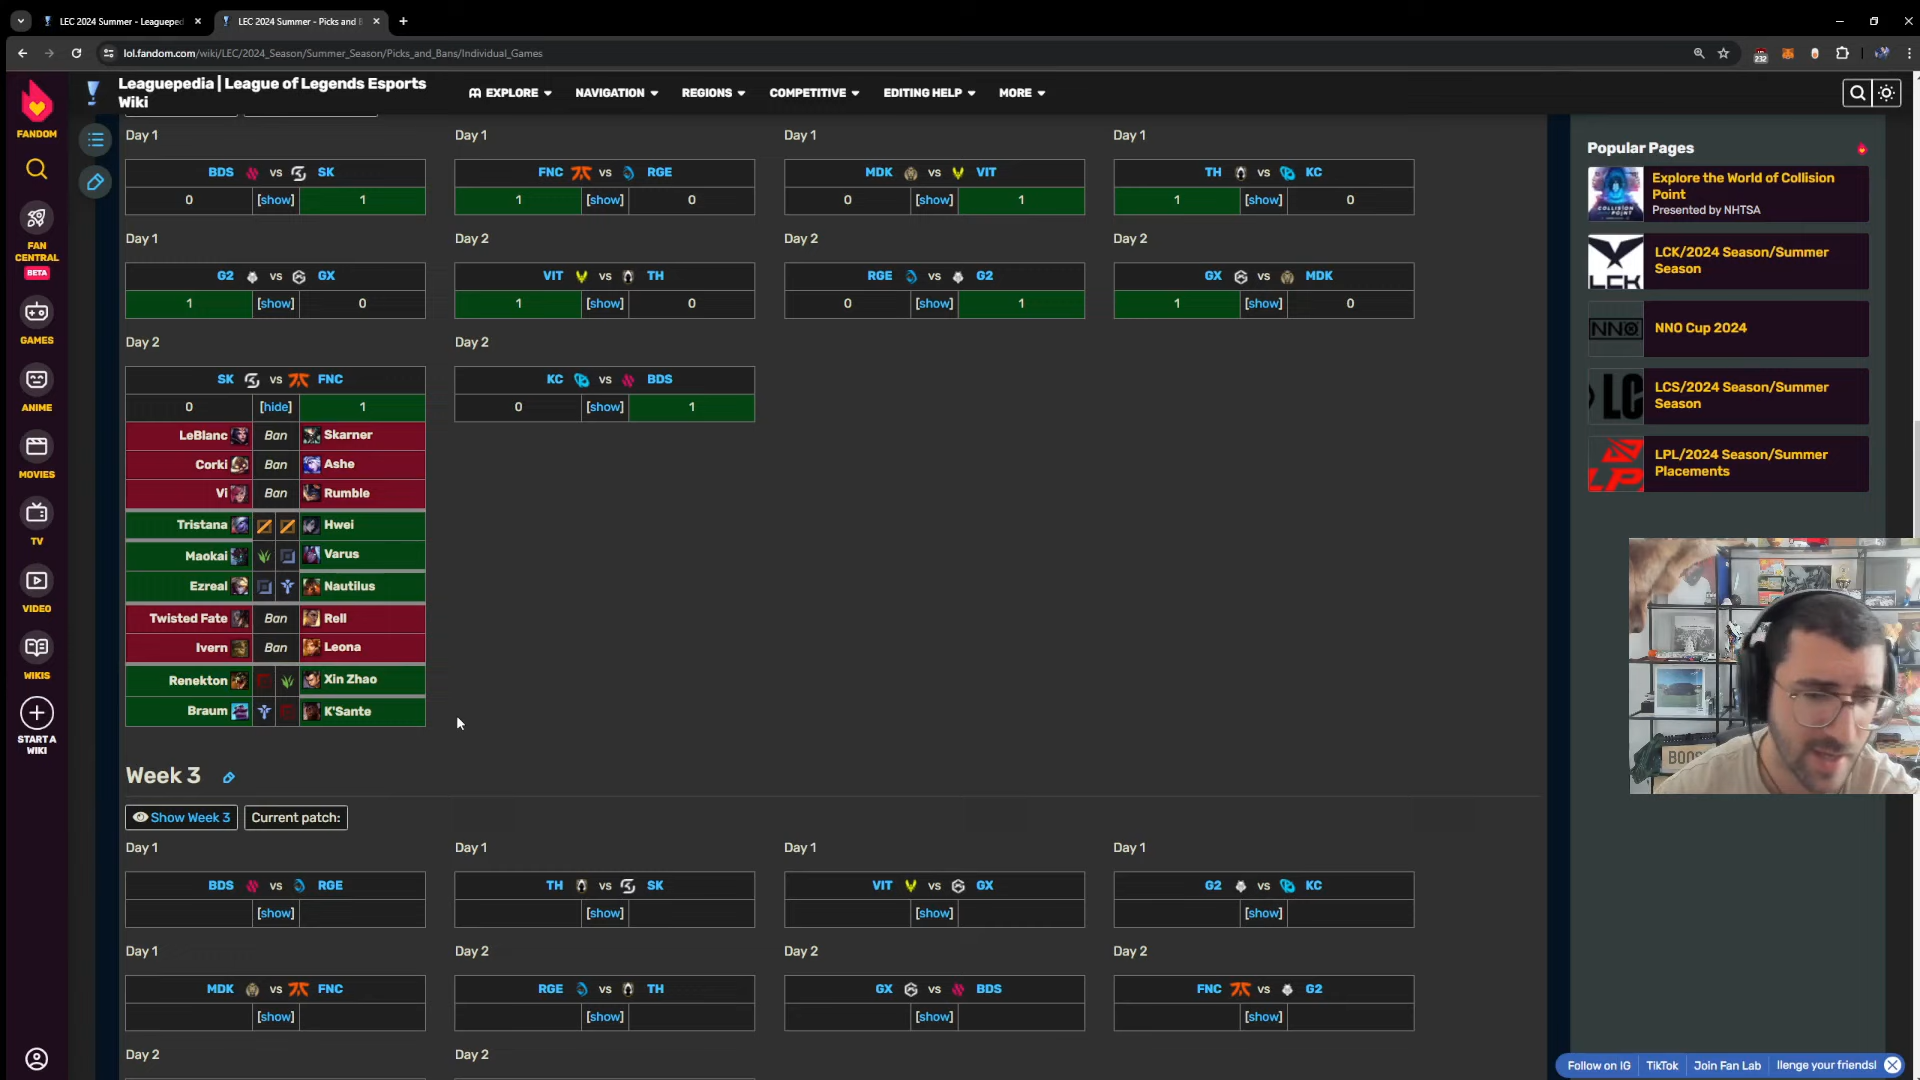 LEC 2024 Summer - Leagueped
LEC 2024 Summer - Picks and B
lol.fandom.com/wiki/LEC/2024_Season/Summer_Season/Picks_and_Bans/Individual_Games
232
FANDOM
FAN CENTRAL
BETA
GAMES
ANIME
MOVIES
TV
VIDEO
WIKIS
START A WIKI
Leaguepedia | League of Legends Esports
Wiki
EXPLORE NAVIGATION REGIONS COMPETITIVE EDITING HELP MORE
Day 1 Day 1 Day 1 Day 1
BDS vs SK FNC vs RGE MDK vs VIT TH vs KC
0 [show] 1 1 [show] 0 0 [show] 1 1 [show] 0
Day 1 Day 2 Day 2 Day 2
G2 vs GX VIT vs TH RGE vs G2 GX vs MDK
1 [show] 0 1 [show] 0 0 [show] 1 1 [show] 0
Day 2 Day 2
SK vs FNC KC vs BDS
0 [hide] 1 0 [show] 1
LeBlanc Ban Skarner
Corki Ban Ashe
Vi Ban Rumble
Tristana Hwei
Maokai Varus
Ezreal Nautilus
Twisted Fate Ban Rell
Ivern Ban Leona
Renekton Xin Zhao
Braum K'Sante
Week 3
Show Week 3 Current patch:
Day 1 Day 1 Day 1 Day 1
BDS vs RGE TH vs SK VIT vs GX G2 vs KC
[show] [show] [show] [show]
Day 1 Day 2 Day 2 Day 2
MDK vs FNC RGE vs TH GX vs BDS FNC vs G2
[show] [show] [show] [show]
Day 2 Day 2
Popular Pages
Explore the World of Collision
Point
Presented by NHTSA
LCK
LCK/2024 Season/Summer
Season
NNO
NNO Cup 2024
LC
LCS/2024 Season/Summer
Season
LPL/2024 Season/Summer
Placements
Follow on IG TikTok Join Fan Lab llenge your friends!